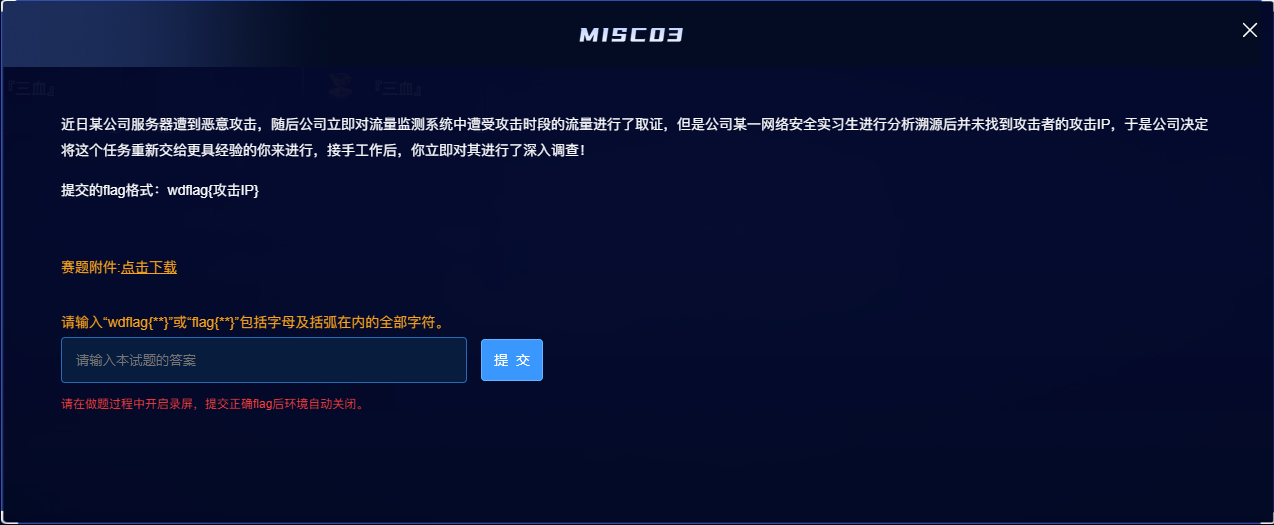 MISC03
『三血』 『三血』
近日某公司服务器遭到恶意攻击，随后公司立即对流量监测系统中遭受攻击时段的流量进行了取证，但是公司某一网络安全实习生进行分析溯源后并未找到攻击者的攻击IP，于是公司决定
将这个任务重新交给更具经验的你来进行，接手工作后，你立即对其进行了深入调查！
提交的flag格式：wdflag{攻击IP}
赛题附件:点击下载
请输入“wdflag{**}”或“flag{**}”包括字母及括弧在内的全部字符。
请输入本试题的答案
提 交
请在做题过程中开启录屏，提交正确flag后环境自动关闭。